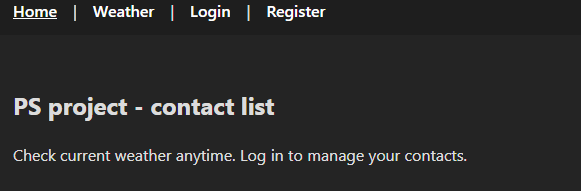 Home | Weather | Login | Register
PS project - contact list
Check current weather anytime. Log in to manage your contacts.